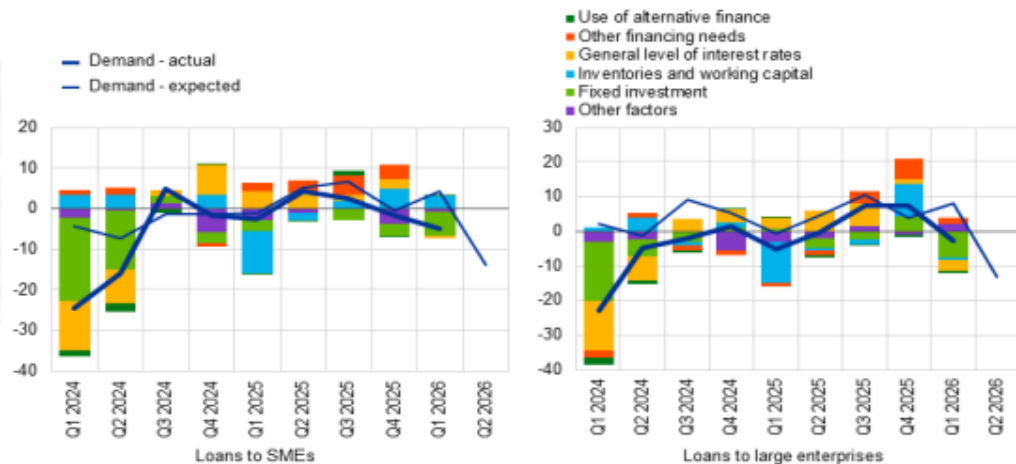 Use of alternative finance
Other financing needs
General level of interest rates
Inventories and working capital
Fixed investment
Other factors
Demand - actual
Demand - expected
20
10
0
-10
-20
-30
-40
Q1 2024
Q2 2024
Q3 2024
Q4 2024
Q1 2025
Q2 2025
Q3 2025
Q4 2025
Q1 2026
Q2 2026
Loans to SMEs
30
20
10
0
-10
-20
-30
-40
Q1 2024
Q2 2024
Q3 2024
Q4 2024
Q1 2025
Q2 2025
Q3 2025
Q4 2025
Q1 2026
Q2 2026
Loans to large enterprises